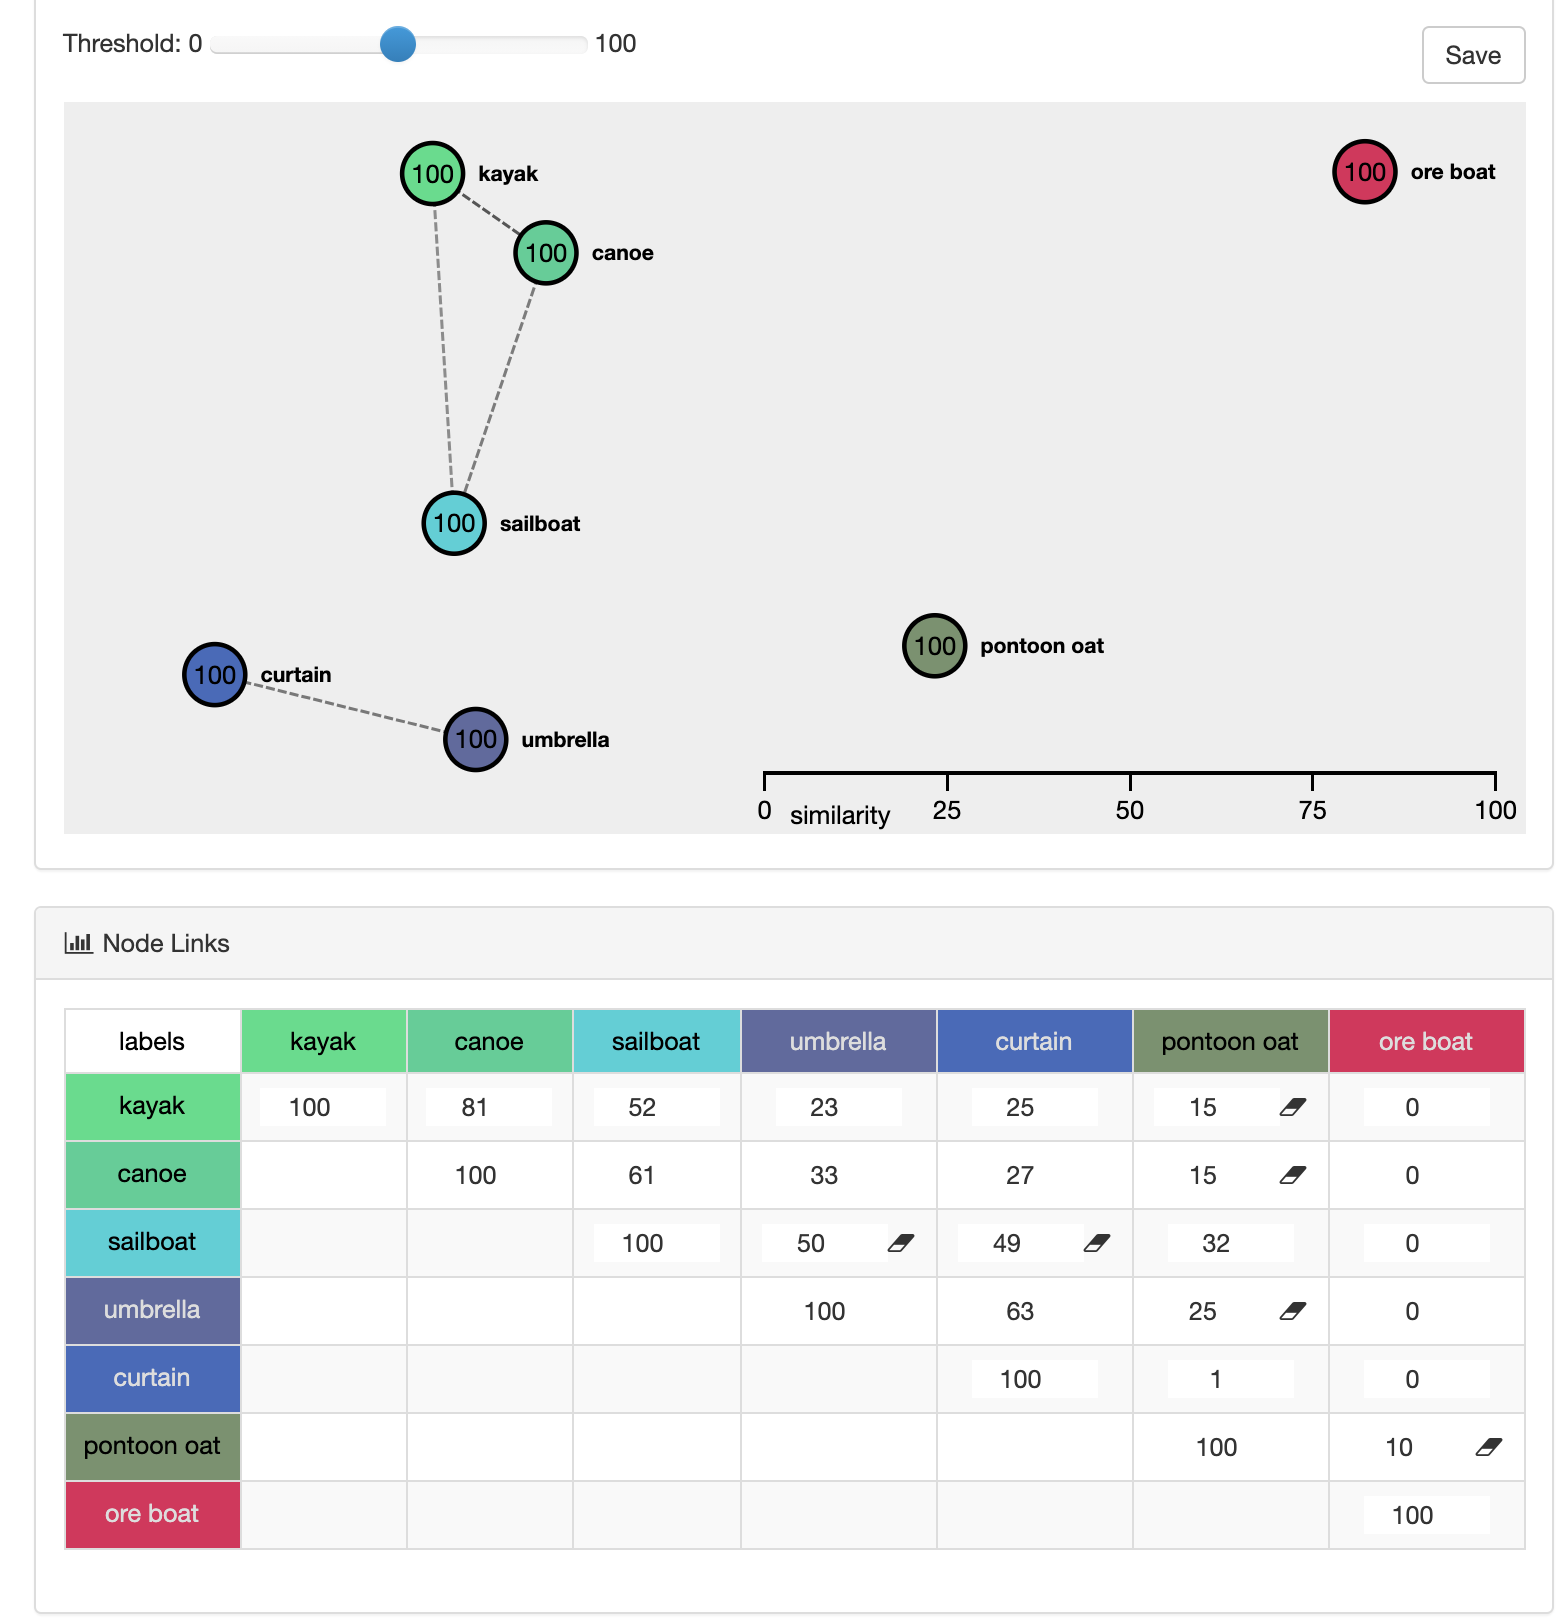 Threshold: 0 100
Save
100 kayak
100 ore boat
100 canoe
100 sailboat
100 pontoon oat
100 curtain
100 umbrella
0 similarity 25 50 75 100
Node Links
labels kayak canoe sailboat umbrella curtain pontoon oat ore boat
kayak 100 81 52 23 25 15 0
canoe 100 61 33 27 15 0
sailboat 100 50 49 32 0
umbrella 100 63 25 0
curtain 100 1 0
pontoon oat 100 10
ore boat 100